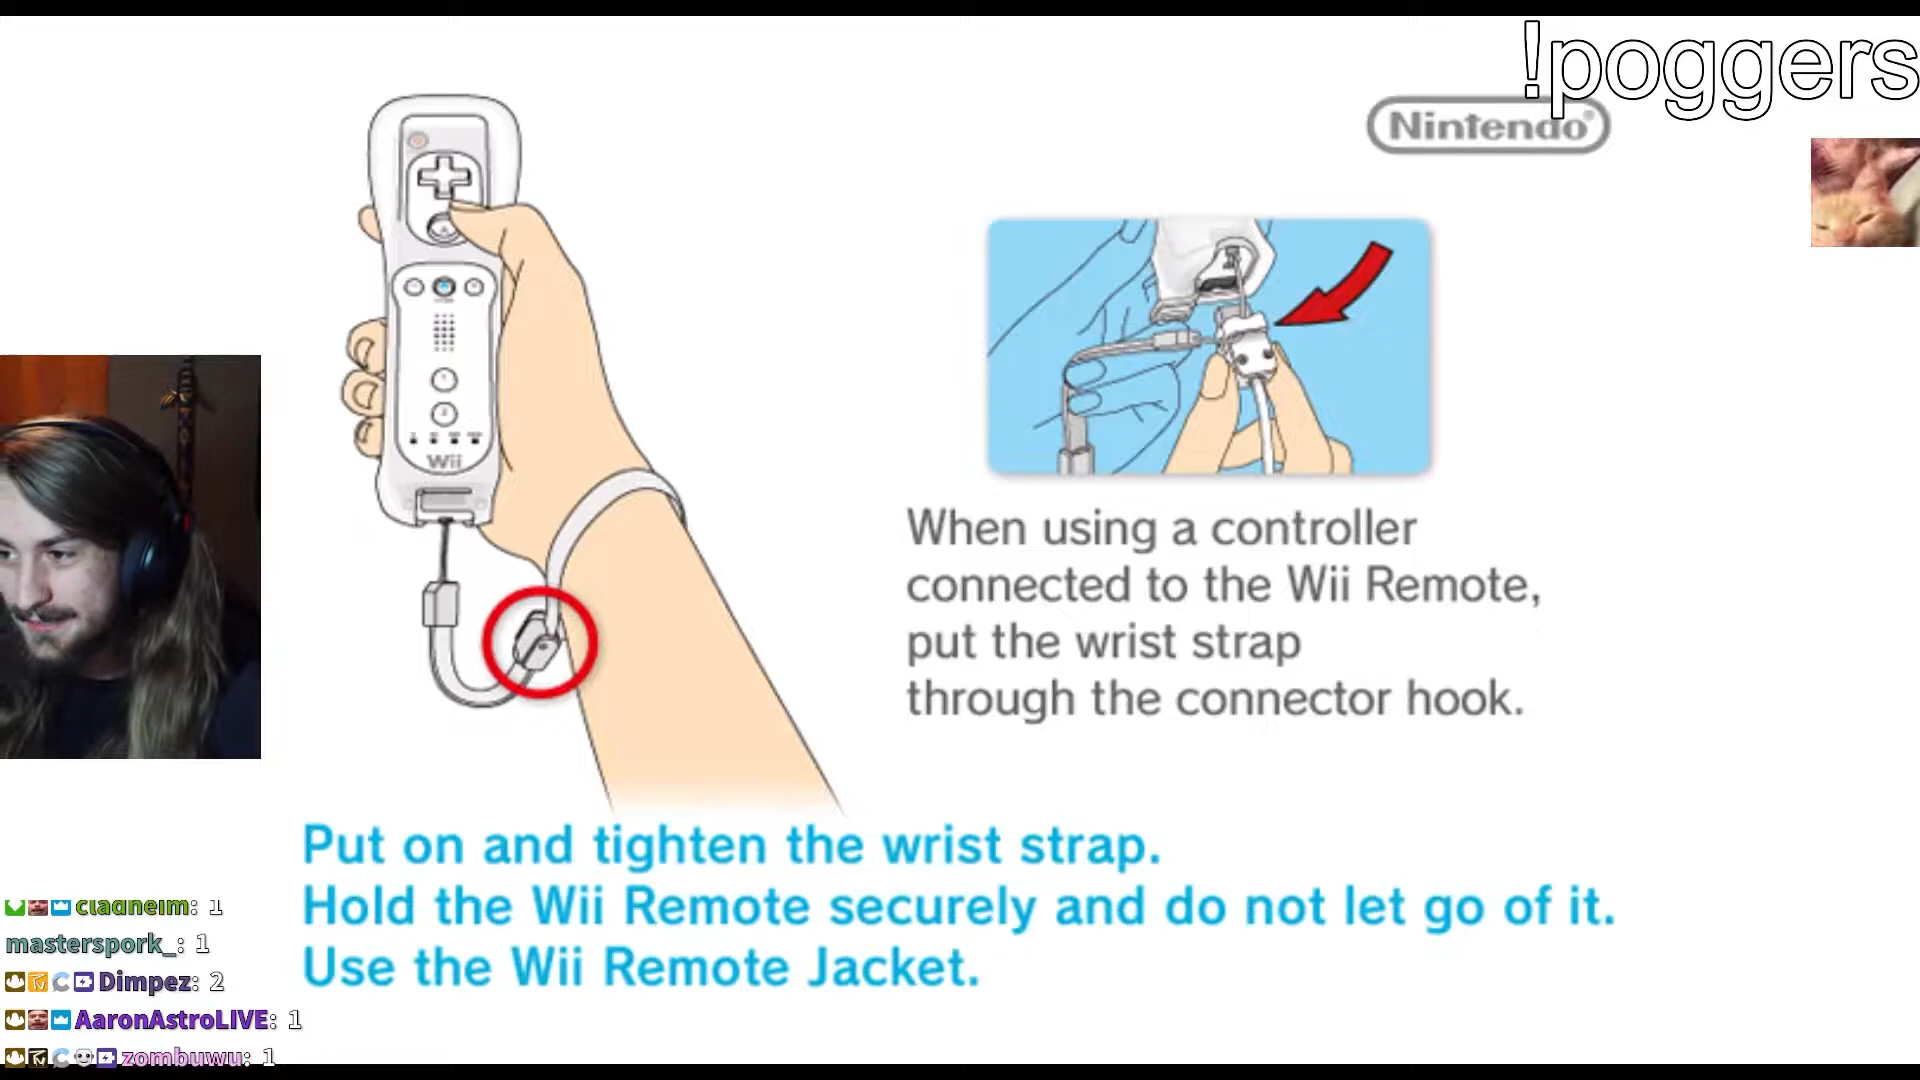 !poggers
Nintendo®
Wii
When using a controller
connected to the Wii Remote,
put the wrist strap
through the connector hook.
Put on and tighten the wrist strap.
Hold the Wii Remote securely and do not let go of it.
Use the Wii Remote Jacket.
cladneim: 1
masterspork_: 1
Dimpez: 2
AaronAstroLIVE: 1
zombuwu: 1